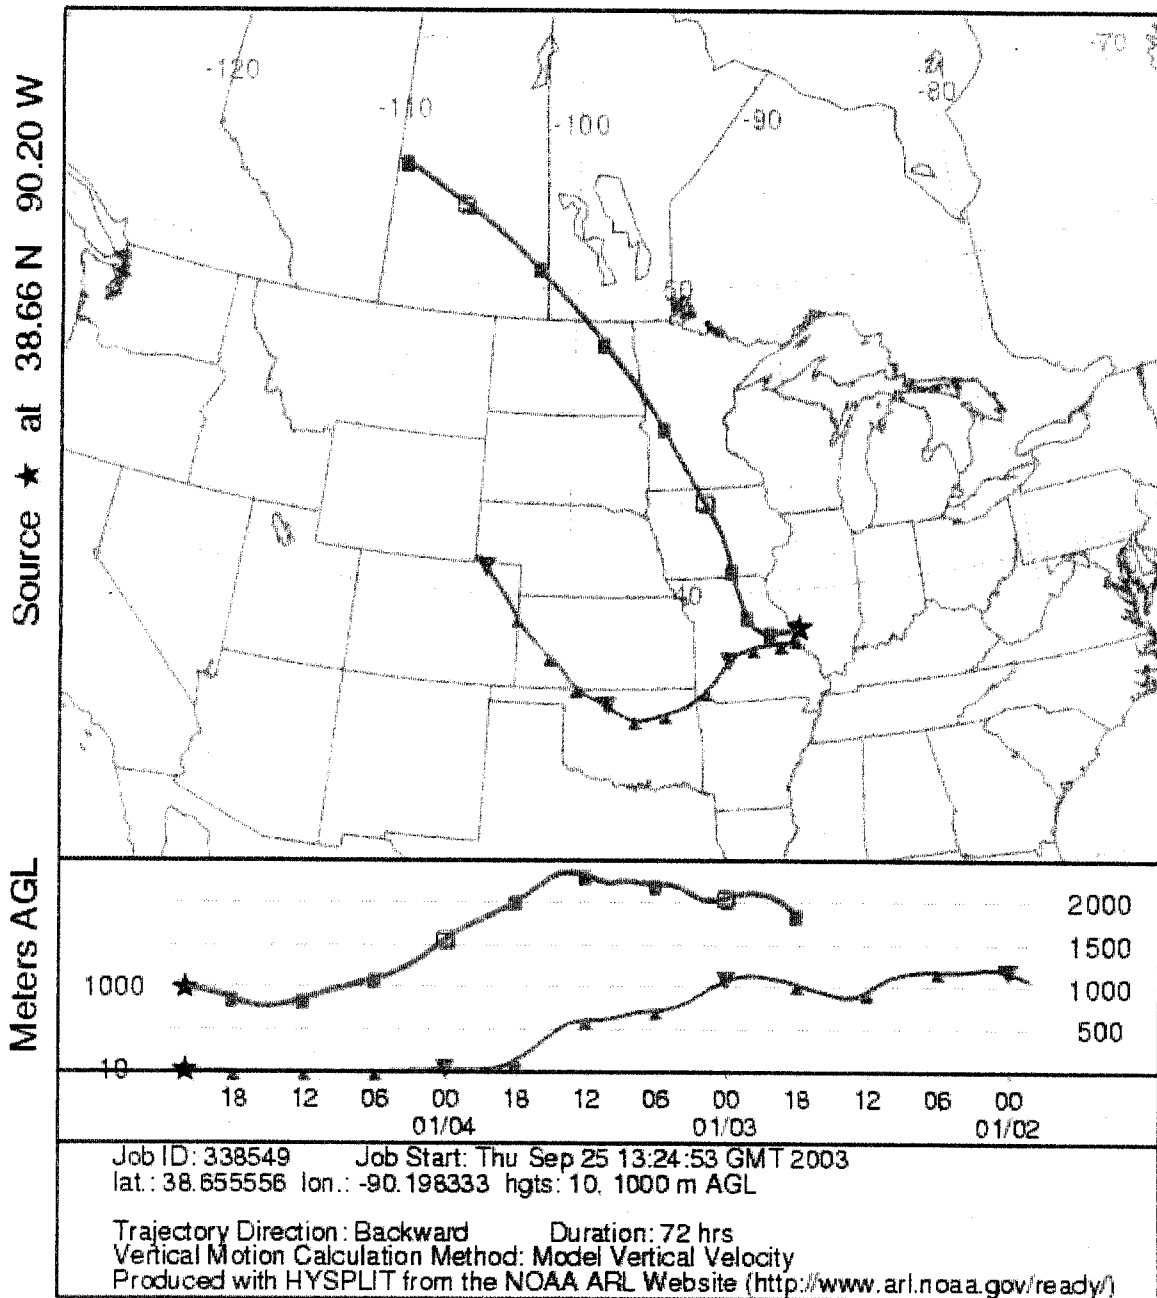 Source ★ at 38.66 N 90.20 W
-120
-110
-100
-90
-80
-70
50
40
Meters AGL
1000
10
2000
1500
1000
500
18 12 06 00 18 12 06 00 18 12 06 00
01/04 01/03 01/02
Job ID: 338549 Job Start: Thu Sep 25 13:24:53 GMT 2003
lat.: 38.655556 lon.: -90.198333 hgts: 10, 1000 m AGL
Trajectory Direction: Backward Duration: 72 hrs
Vertical Motion Calculation Method: Model Vertical Velocity
Produced with HYSPLIT from the NOAA ARL Website (http://www.arl.noaa.gov/ready/)